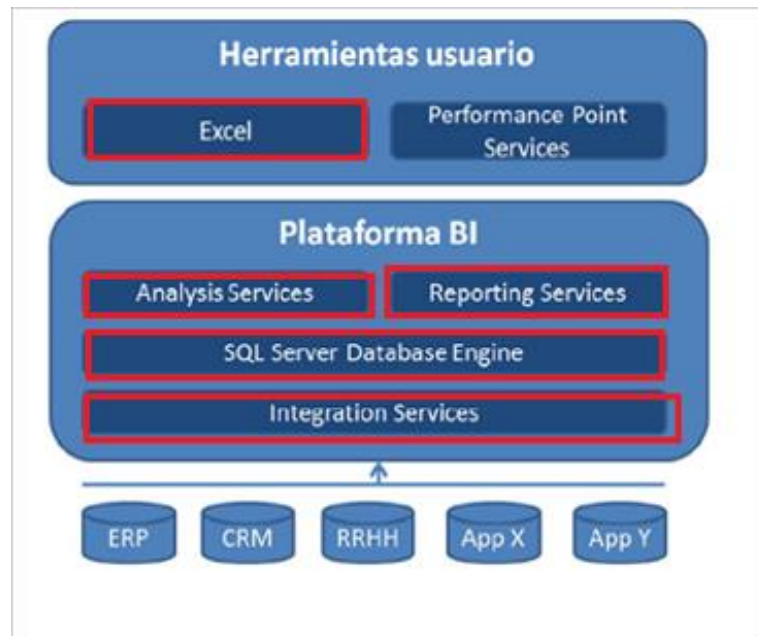 Herramientas usuario
Excel
Performance Point
Services
Plataforma BI
Analysis Services
Reporting Services
SQL Server Database Engine
Integration Services
ERP
CRM
RRHH
App X
App Y